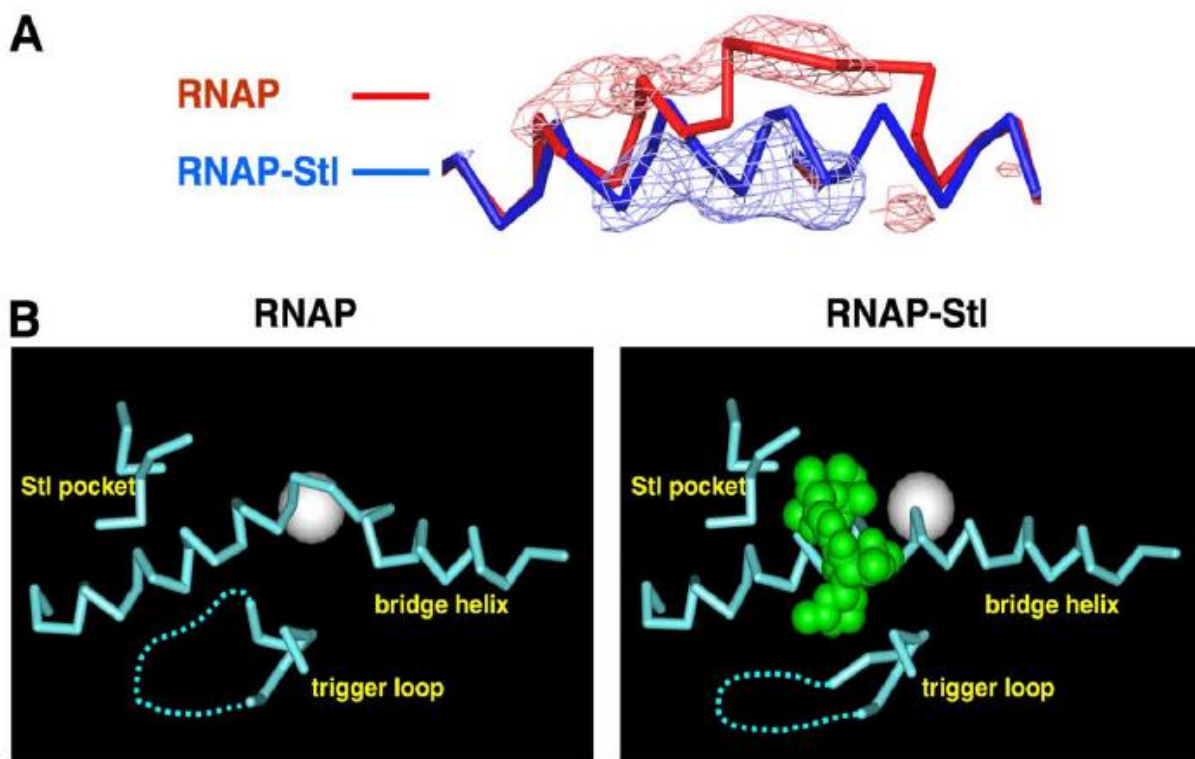 A
RNAP
RNAP-Stl
B
RNAP
RNAP-Stl
Stl pocket
bridge helix
trigger loop
Stl pocket
bridge helix
trigger loop